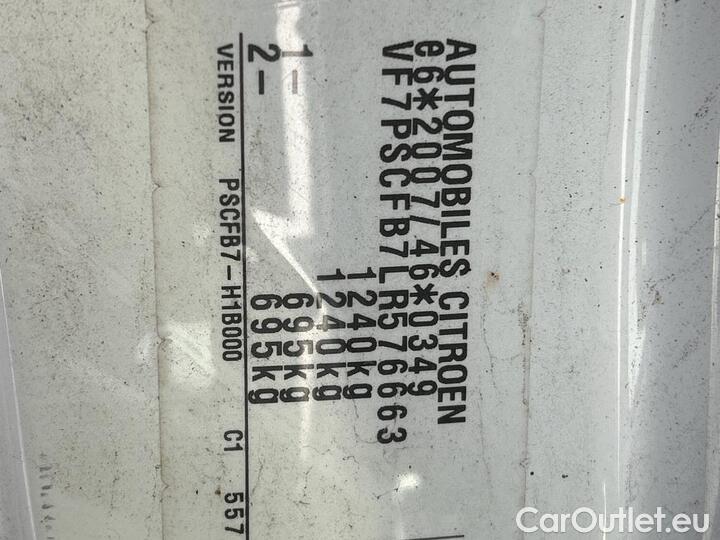 AUTOMOBILES CITROEN
e6*2007/46*0349
VF7PSCFB7LR576663
1240kg
1240kg
1- 695kg
2- 695kg
VERSION PSCFB7-H1B000 C1 557
CarOutlet.eu